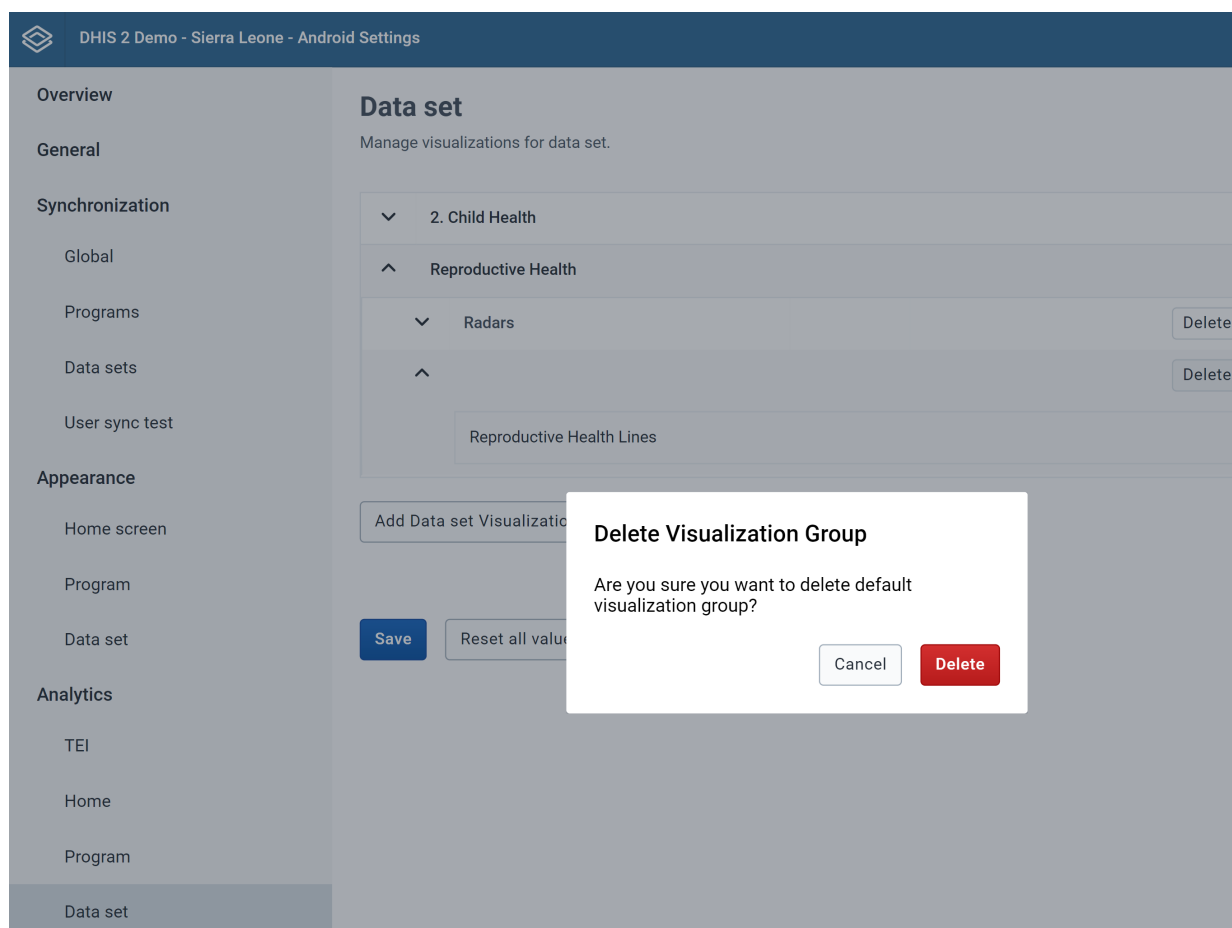 DHIS 2 Demo - Sierra Leone - Android Settings
Overview
General
Synchronization
Global
Programs
Data sets
User sync test
Appearance
Home screen
Program
Data set
Analytics
TEI
Home
Program
Data set
Data set
Manage visualizations for data set.
2. Child Health
Reproductive Health
Radars
Delete
Delete
Reproductive Health Lines
Add Data set
Save
Reset all
Delete Visualization Group
Are you sure you want to delete default
visualization group?
Cancel
Delete